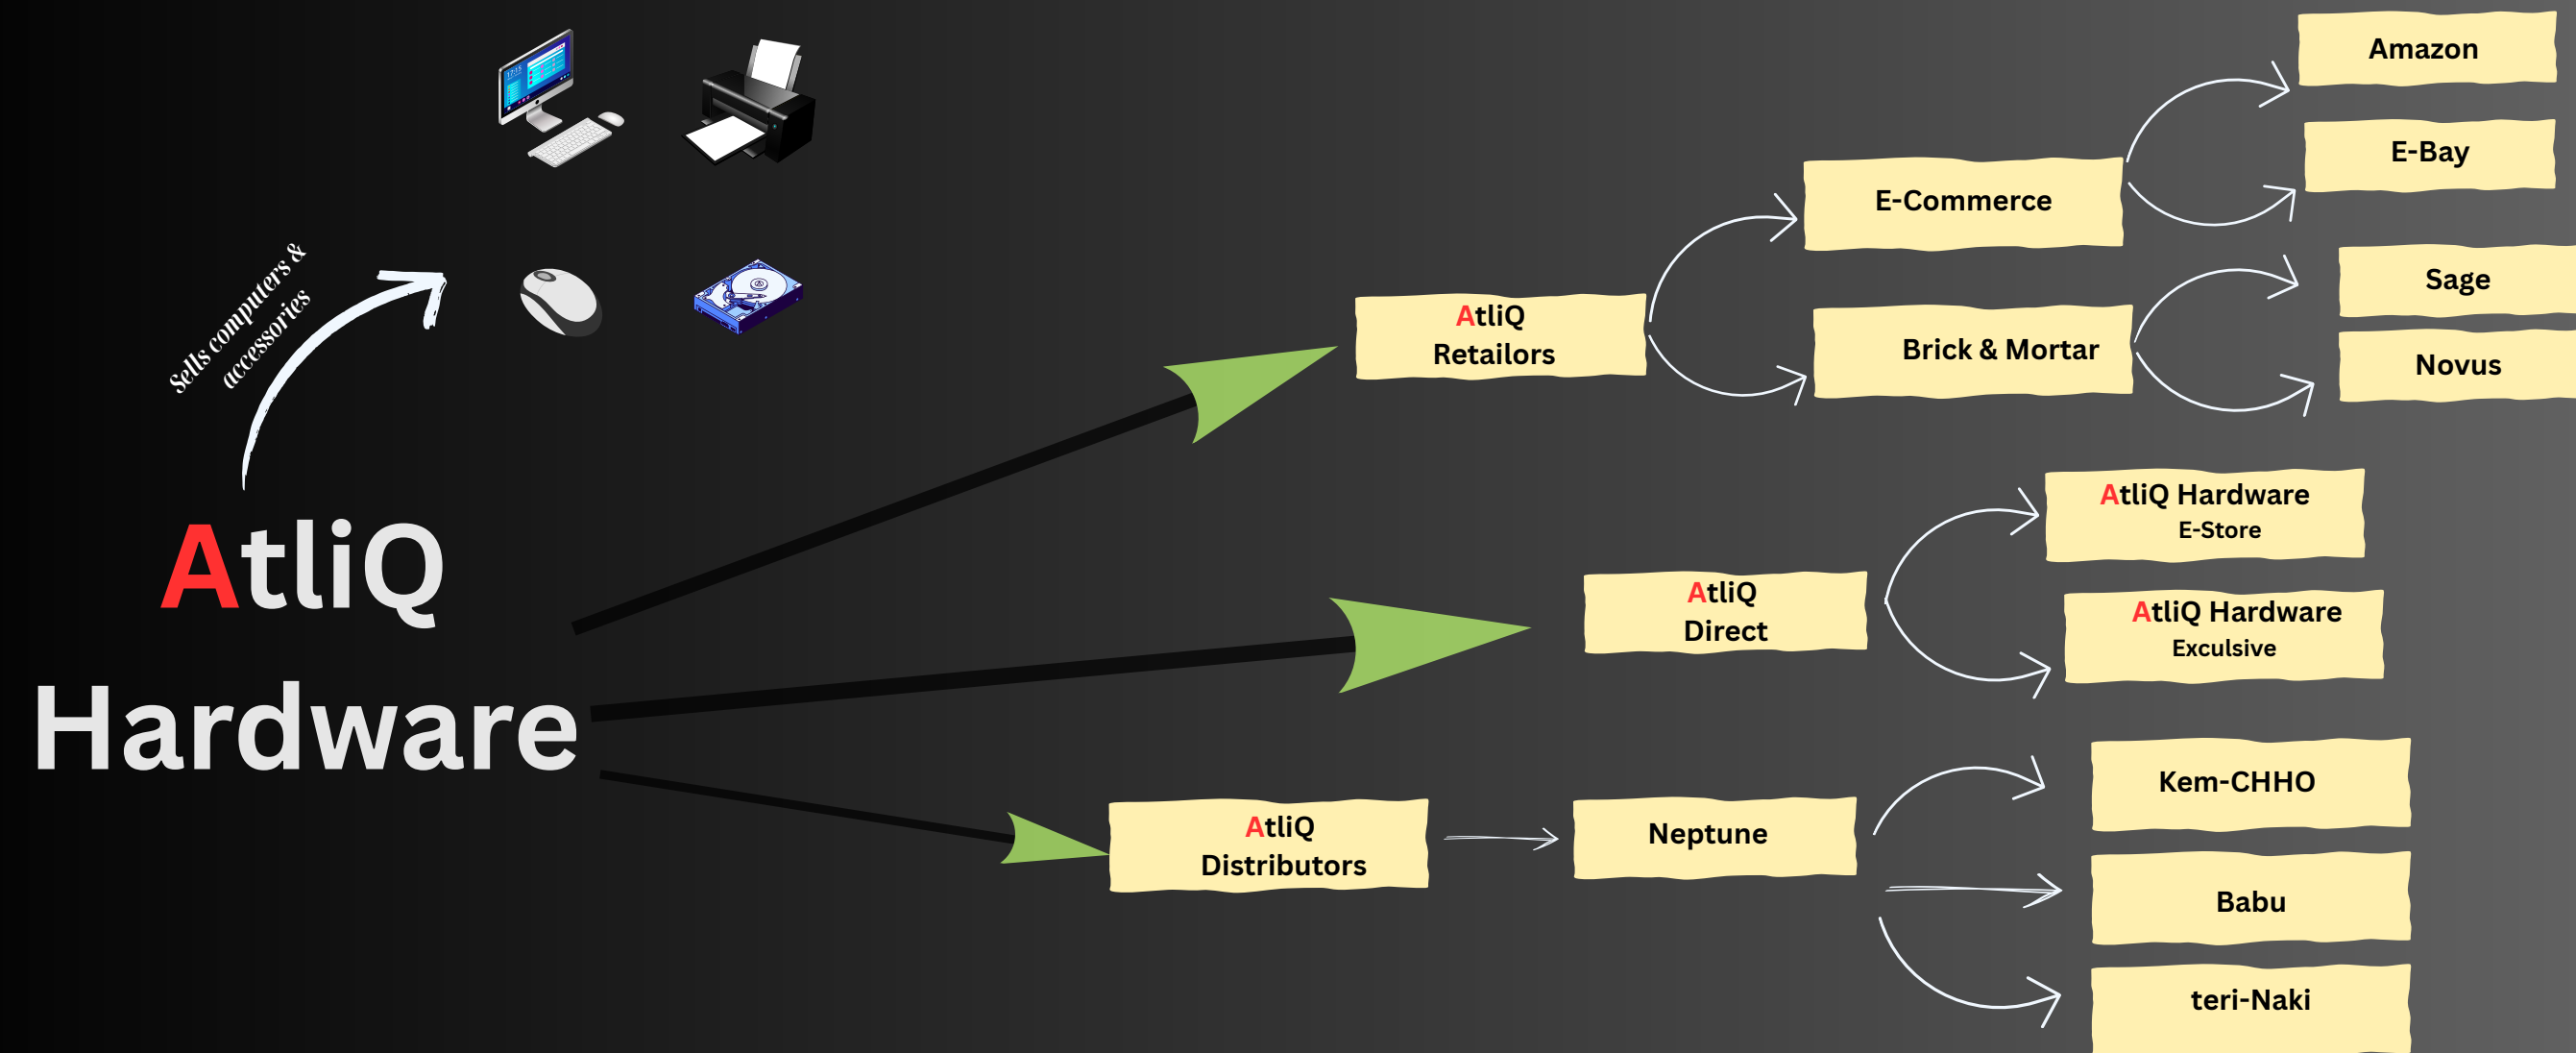 Sells computers &
accessories
AtliQ
Hardware
AtliQ
Retailors
E-Commerce
Amazon
E-Bay
Brick & Mortar
Sage
Novus
AtliQ
Direct
AtliQ Hardware
E-Store
AtliQ Hardware
Exculsive
AtliQ
Distributors
Neptune
Kem-CHHO
Babu
teri-Naki